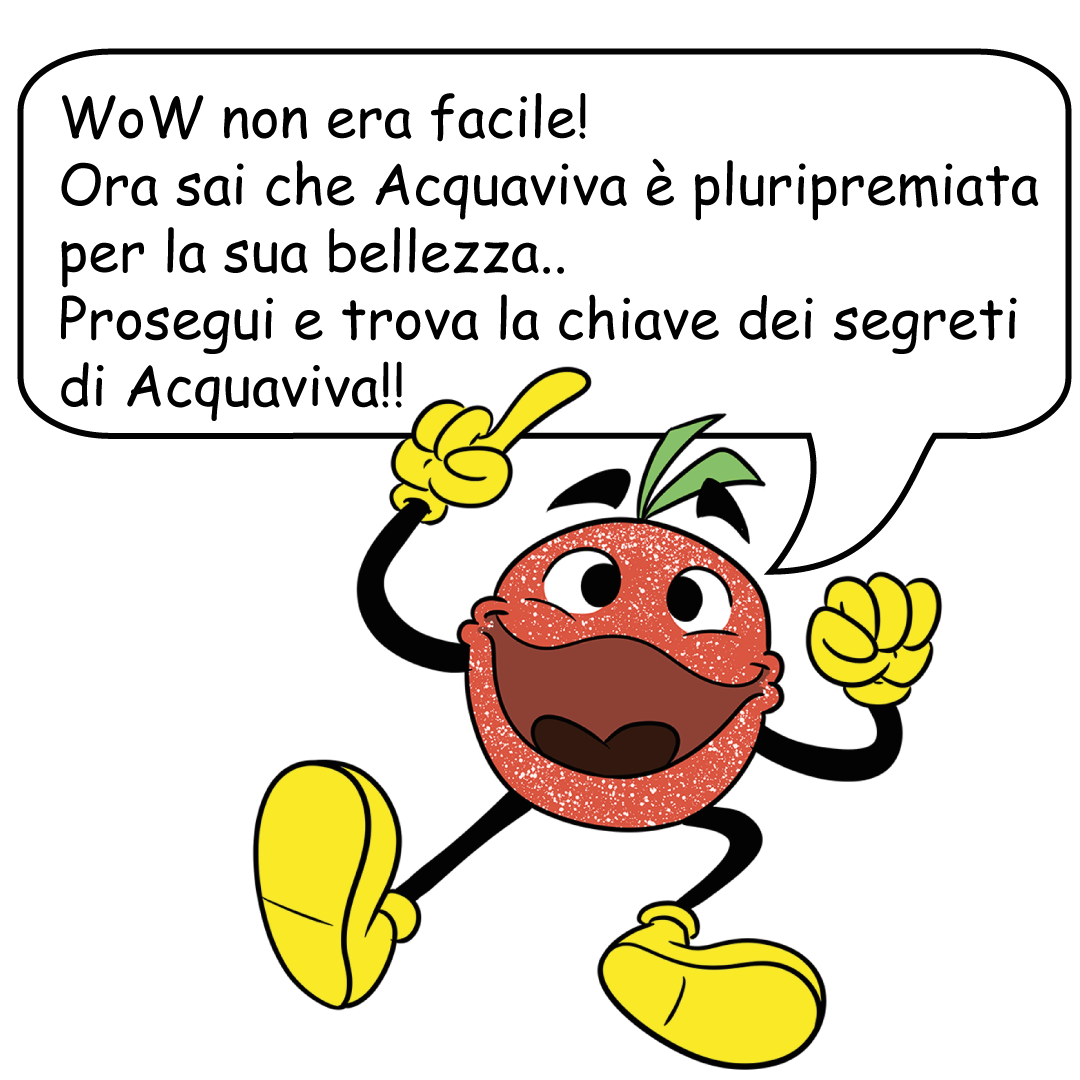 WoW non era facile!
Ora sai che Acquaviva è pluripremiata
per la sua bellezza..
Prosegui e trova la chiave dei segreti
di Acquaviva!!